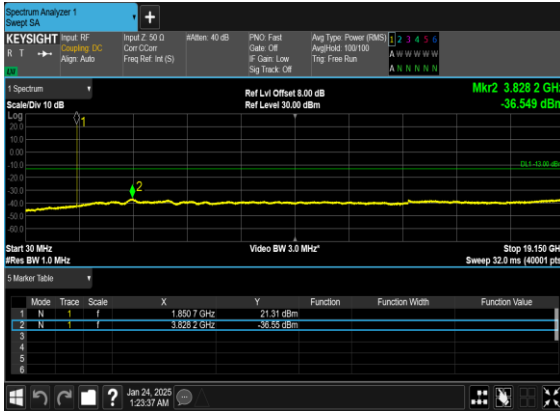 Spectrum Analyzer 1
Swept SA
+
KEYSIGHT Input: RF Input Z: 50 Ω #Atten: 40 dB PNO: Fast Avg Type: Power (RMS) 1 2 3 4 5 6
R T Coupling: DC Corr CCorr Gate: Off Avg|Hold: 100/100 A W W W W W
Align: Auto Freq Ref: Int (S) IF Gain: Low Trig: Free Run
Sig Track: Off A N N N N N
1 Spectrum Ref Lvl Offset 8.00 dB Mkr2 3.828 2 GHz
Scale/Div 10 dB Ref Level 30.00 dBm -36.549 dBm
Log
20.0
10.0
0.00
-10.0
-20.0
-30.0
-40.0
-50.0
-60.0
1
2
DL1 -13.00 dBm
Start 30 MHz Video BW 3.0 MHz* Stop 19.150 GHz
#Res BW 1.0 MHz Sweep 32.0 ms (40001 pts)
5 Marker Table
Mode Trace Scale X Y Function Function Width Function Value
1 N 1 f 1.850 7 GHz 21.31 dBm
2 N 1 f 3.828 2 GHz -36.55 dBm
3
4
5
6
? Jan 24, 2025
1:23:37 AM